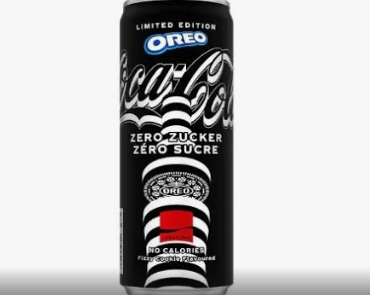 LIMITED EDITION
OREO
Coca-Cola
ZERO ZUCKER
ZÉRO SUCRE
OREO
NO CALORIES
Fizzy Cookie Flavoured